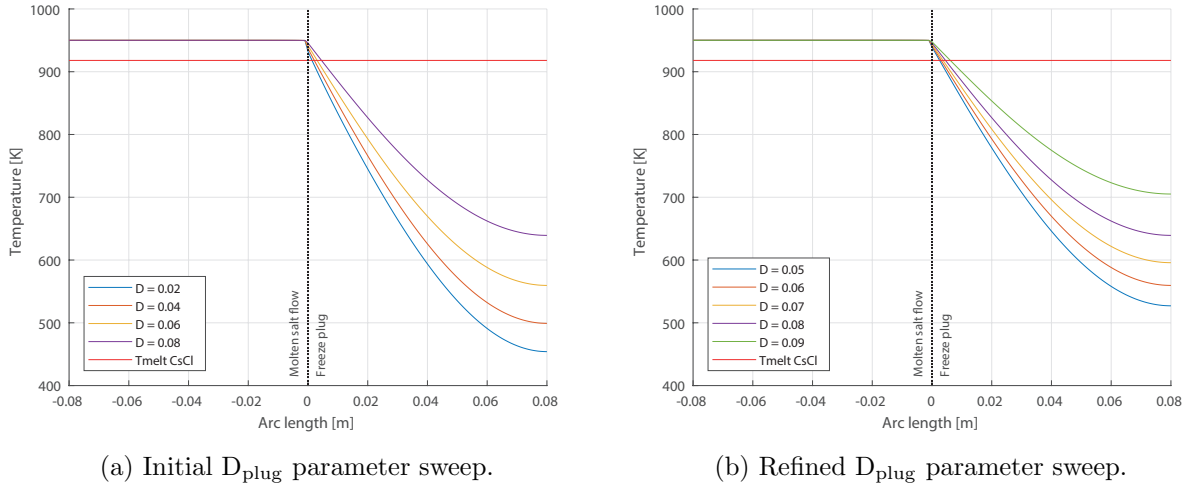 1000
900
800
700
600
500
400
Temperature [K]
-0.08
-0.06
-0.04
-0.02
0
0.02
0.04
0.06
0.08
Arc length [m]
D = 0.02
D = 0.04
D = 0.06
D = 0.08
Tmelt CsCl
Molten salt flow
Freeze plug
(a) Initial Dplug parameter sweep.
1000
900
800
700
600
500
400
Temperature [K]
-0.08
-0.06
-0.04
-0.02
0
0.02
0.04
0.06
0.08
Arc length [m]
D = 0.05
D = 0.06
D = 0.07
D = 0.08
D = 0.09
Tmelt CsCl
Molten salt flow
Freeze plug
(b) Refined Dplug parameter sweep.